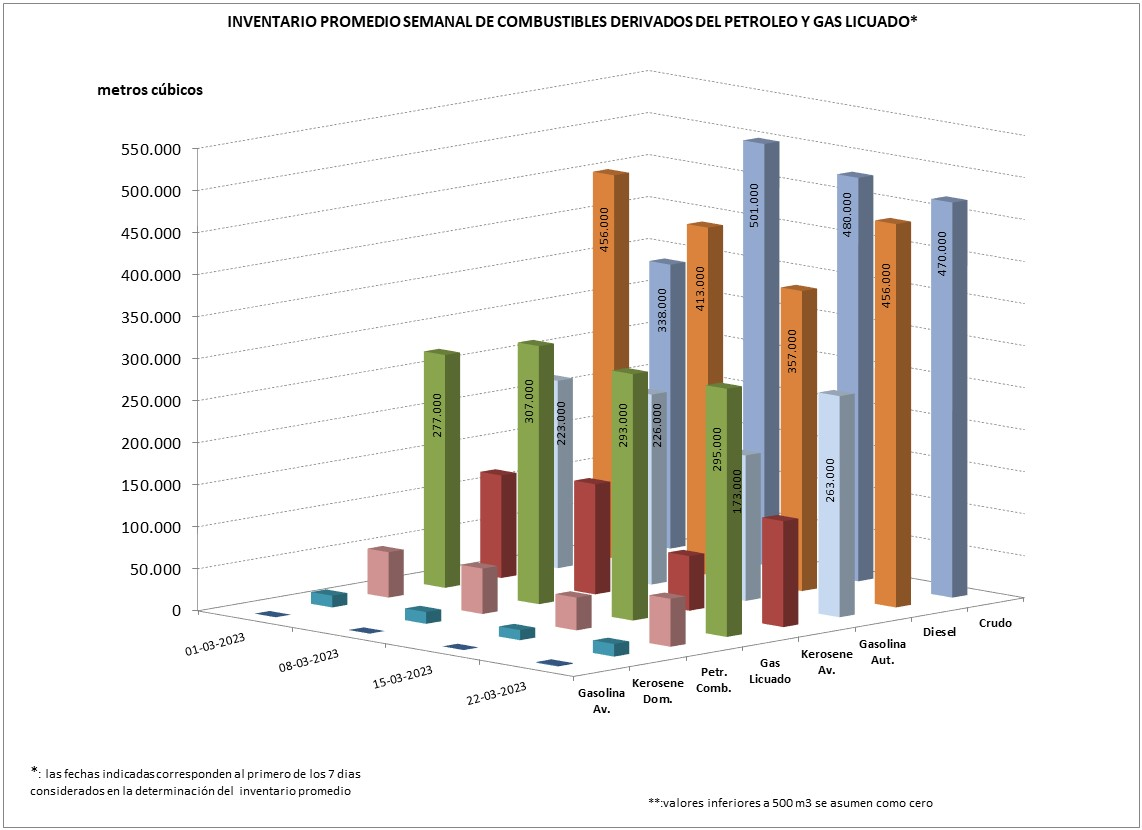 INVENTARIO PROMEDIO SEMANAL DE COMBUSTIBLES DERIVADOS DEL PETROLEO Y GAS LICUADO*
metros cúbicos
550.000
500.000
450.000
400.000
350.000
300.000
250.000
200.000
150.000
100.000
50.000
0
456.000
501.000
480.000
470.000
338.000
413.000
357.000
456.000
277.000
307.000
223.000
293.000
226.000
295.000
173.000
263.000
01-03-2023
08-03-2023
15-03-2023
22-03-2023
Gasolina
Av.
Kerosene
Dom.
Petr.
Comb.
Gas
Licuado
Kerosene
Av.
Gasolina
Aut.
Diesel
Crudo
*: las fechas indicadas corresponden al primero de los 7 dias
considerados en la determinación del inventario promedio
**:valores inferiores a 500 m3 se asumen como cero